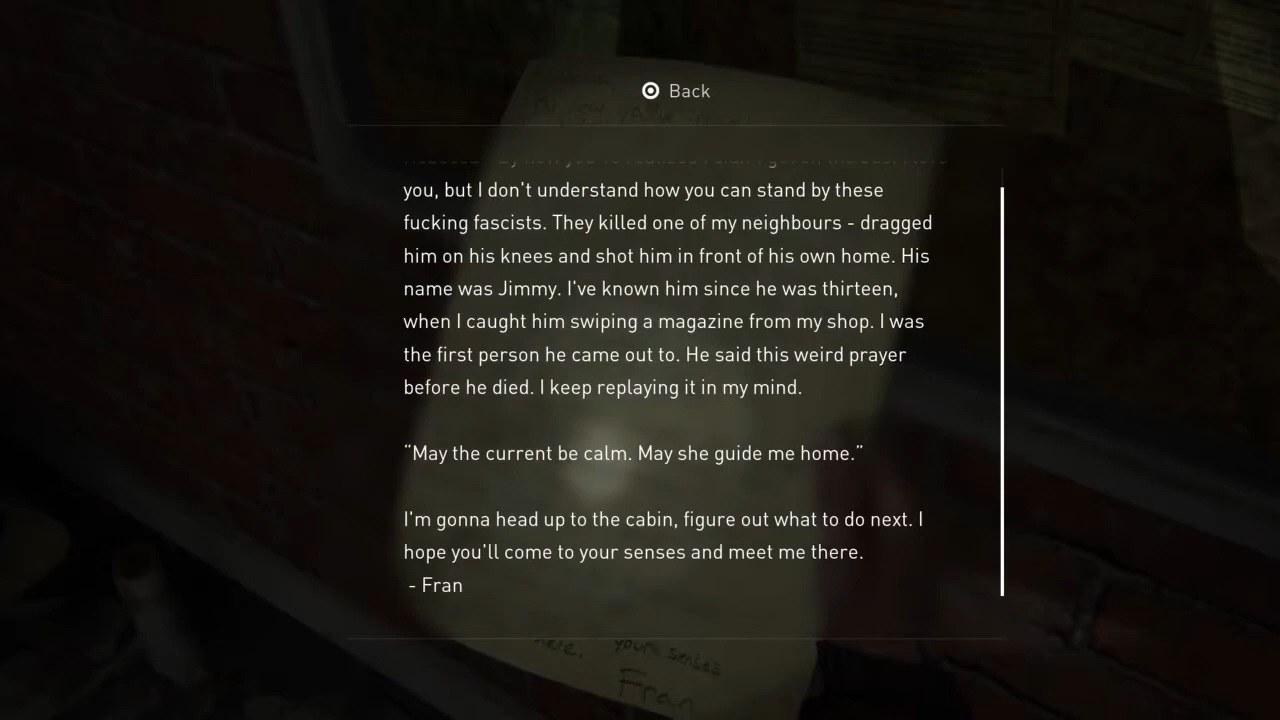 Back
you, but I don't understand how you can stand by these
fucking fascists. They killed one of my neighbours - dragged
him on his knees and shot him in front of his own home. His
name was Jimmy. I've known him since he was thirteen,
when I caught him swiping a magazine from my shop. I was
the first person he came out to. He said this weird prayer
before he died. I keep replaying it in my mind.
“May the current be calm. May she guide me home.”
I'm gonna head up to the cabin, figure out what to do next. I
hope you'll come to your senses and meet me there.
- Fran
your senses
Fran